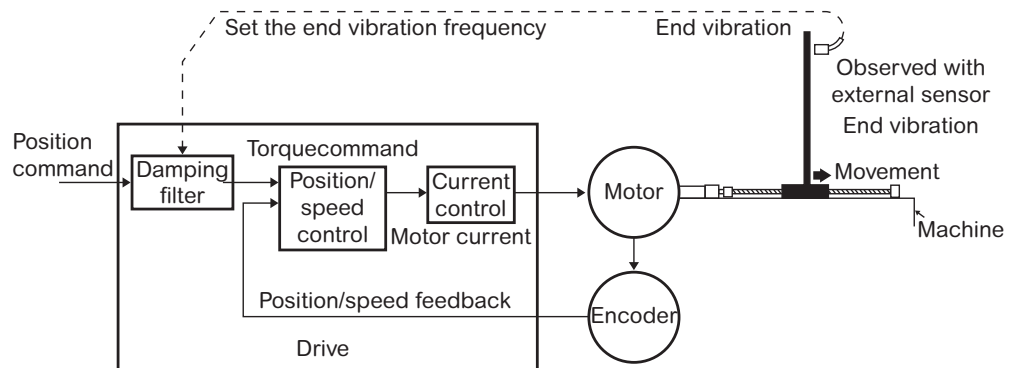 Set the end vibration frequency
End vibration
Observed with
external sensor
End vibration
Position
command
Damping
filter
Torquecommand
Position/
speed
control
Current
control
Motor current
Motor
Movement
Machine
Position/speed feedback
Encoder
Drive